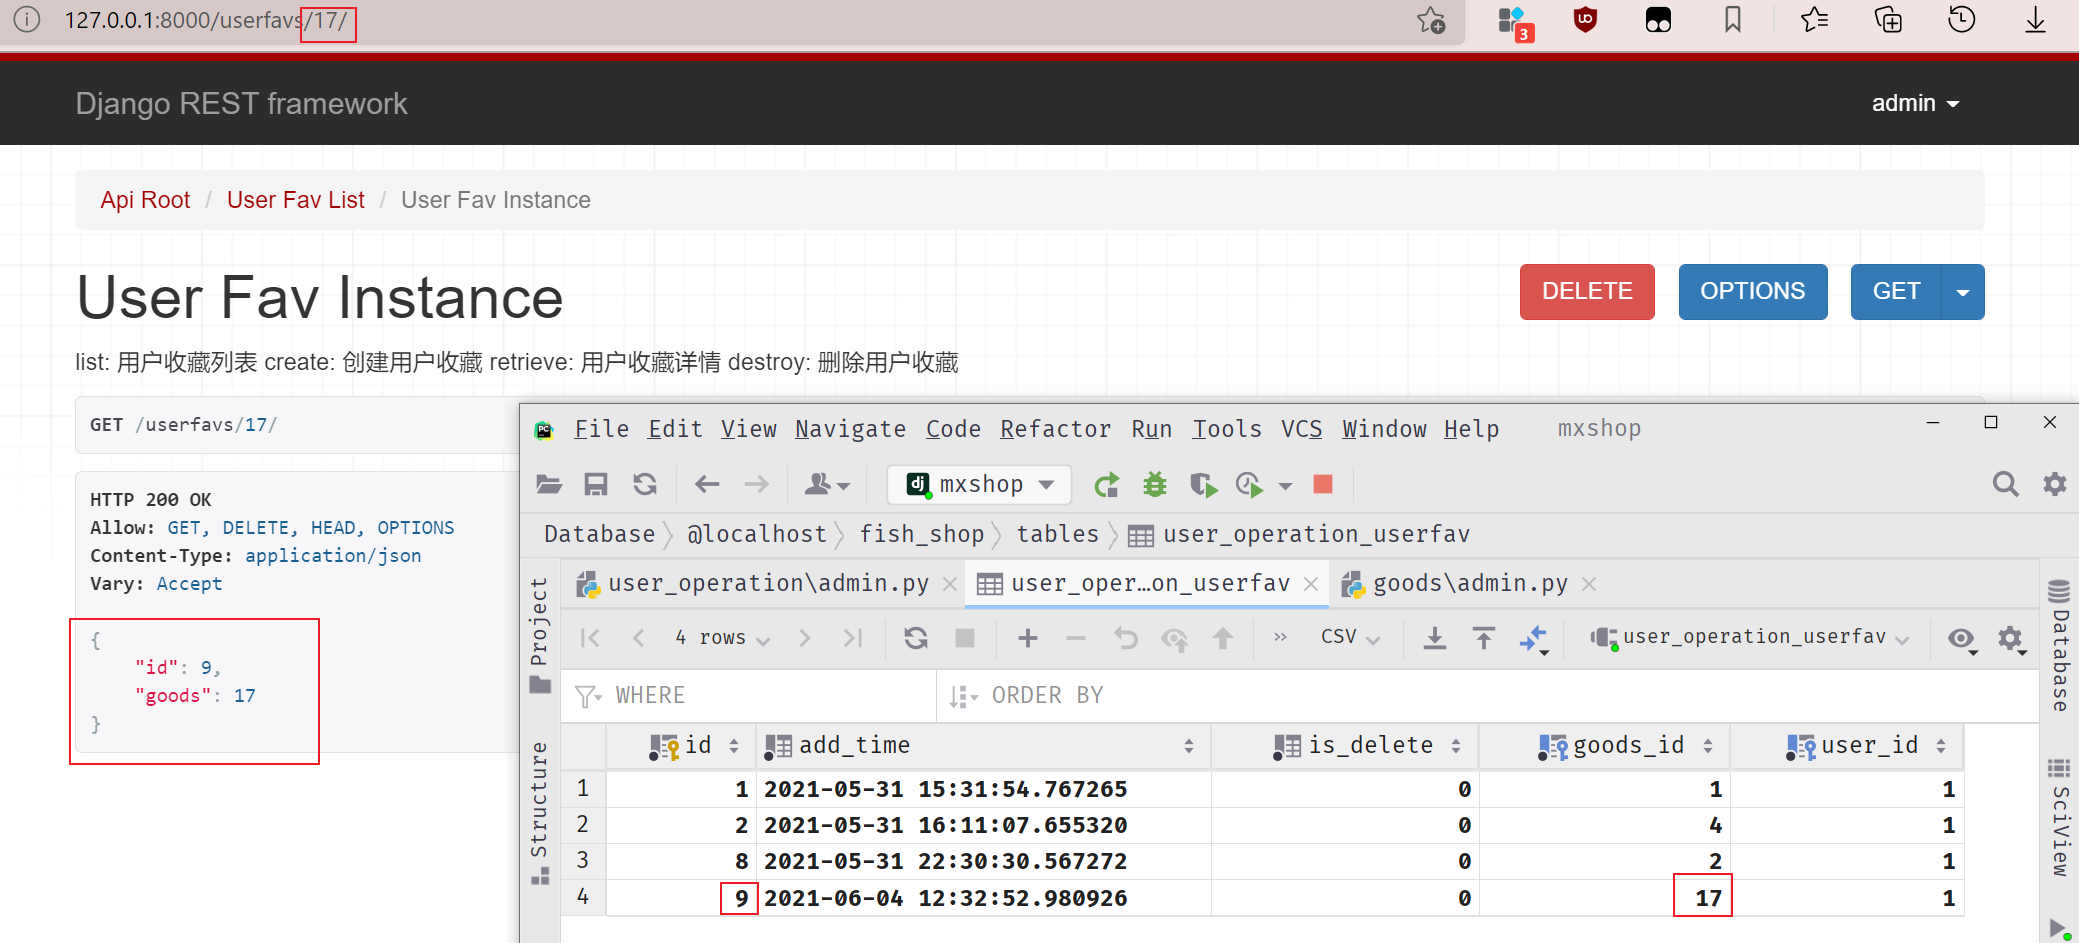 127.0.0.1:8000/userfavs/17/
3
Django REST framework
admin
Api Root / User Fav List / User Fav Instance
User Fav Instance
DELETE
OPTIONS
GET
list: 用户收藏列表 create: 创建用户收藏 retrieve: 用户收藏详情 destroy: 删除用户收藏
GET /userfavs/17/
HTTP 200 OK
Allow: GET, DELETE, HEAD, OPTIONS
Content-Type: application/json
Vary: Accept
{
"id": 9,
"goods": 17
}
File Edit View Navigate Code Refactor Run Tools VCS Window Help mxshop
mxshop
Database @localhost fish_shop tables user_operation_userfav
user_operation\admin.py user_oper…on_userfav goods\admin.py
4 rows » CSV user_operation_userfav
WHERE ORDER BY
id add_time is_delete goods_id user_id
1 1 2021-05-31 15:31:54.767265 0 1 1
2 2 2021-05-31 16:11:07.655320 0 4 1
3 8 2021-05-31 22:30:30.567272 0 2 1
4 9 2021-06-04 12:32:52.980926 0 17 1
Project
Structure
Database
SciView